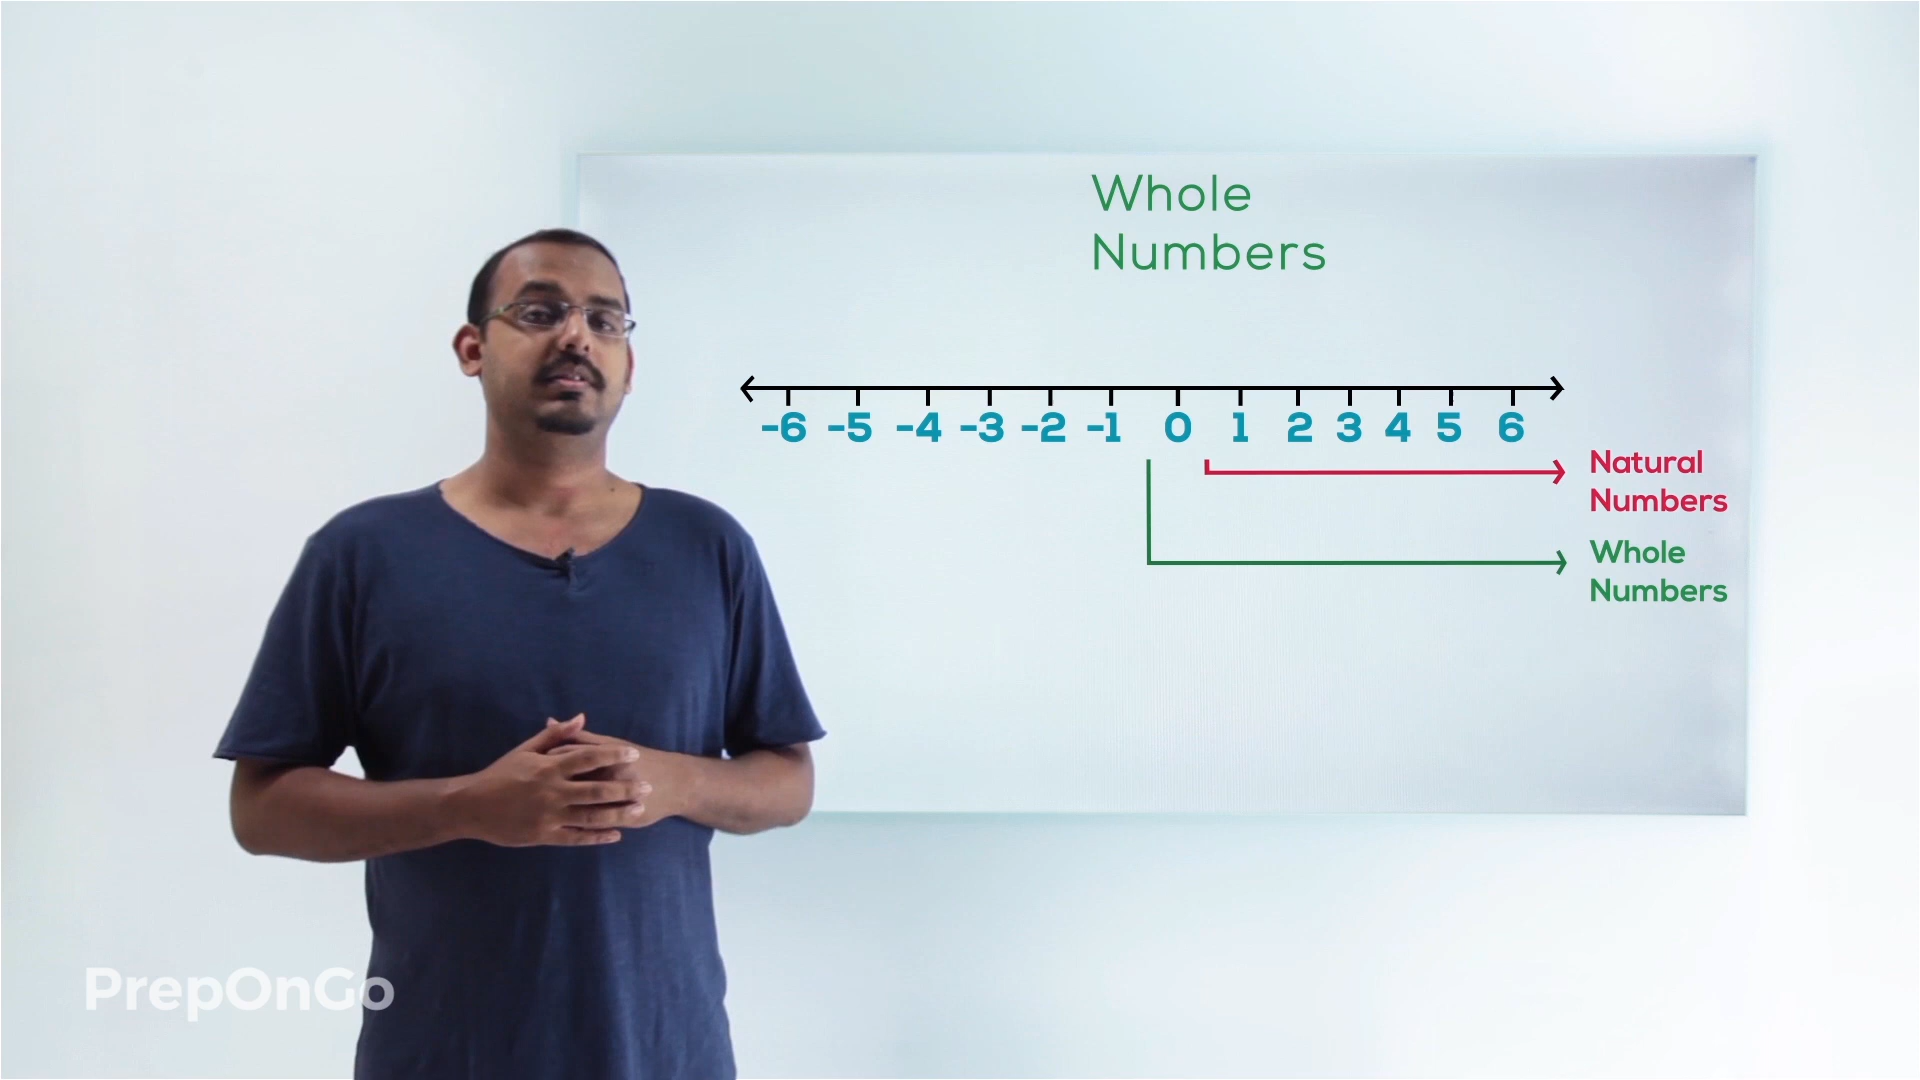 Whole
Numbers
-6 -5 -4 -3 -2 -1 0 1 2 3 4 5 6
Natural
Numbers
Whole
Numbers
PrepOnGo